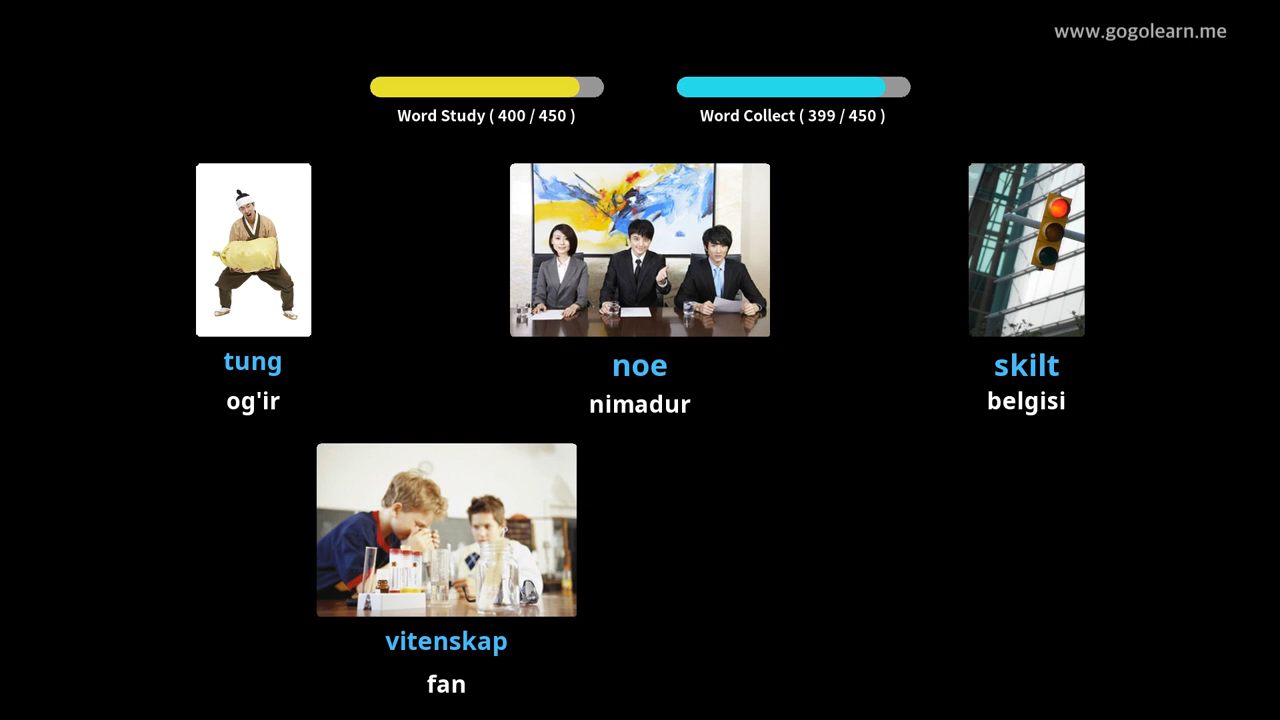 www.gogolearn.me
Word Study ( 400 / 450 )
Word Collect ( 399 / 450 )
tung
og'ir
noe
nimadur
skilt
belgisi
vitenskap
fan